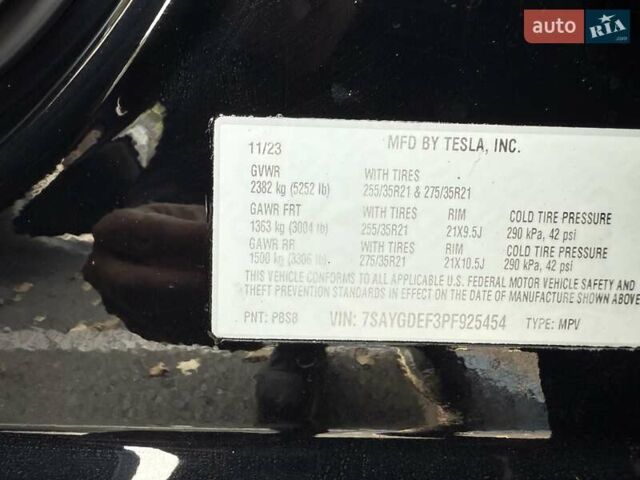 auto RIA.com
11/23 MFD BY TESLA, INC.
GVWR WITH TIRES
2382 kg (5252 lb) 255/35R21 & 275/35R21
GAWR FRT WITH TIRES RIM COLD TIRE PRESSURE
1363 kg (3004 lb) 255/35R21 21X9.5J 290 kPa, 42 psi
GAWR RR WITH TIRES RIM COLD TIRE PRESSURE
1500 kg (3306 lb) 275/35R21 21X10.5J 290 kPa, 42 psi
THIS VEHICLE CONFORMS TO ALL APPLICABLE U.S. FEDERAL MOTOR VEHICLE SAFETY AND
THEFT PREVENTION STANDARDS IN EFFECT ON THE DATE OF MANUFACTURE SHOWN ABOVE
PNT: PBSB VIN: 7SAYGDEF3PF925454 TYPE: MPV